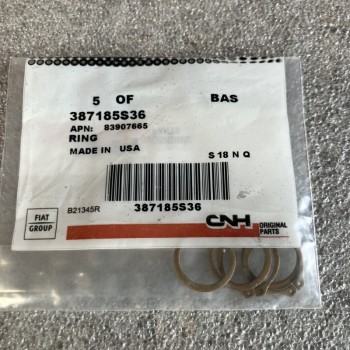 5 OF BAS
387185S36
APN: 83907665
RING
MADE IN USA S 18 N Q
B21345R 387185S36
FIAT
GROUP
CNH ORIGINAL
PARTS